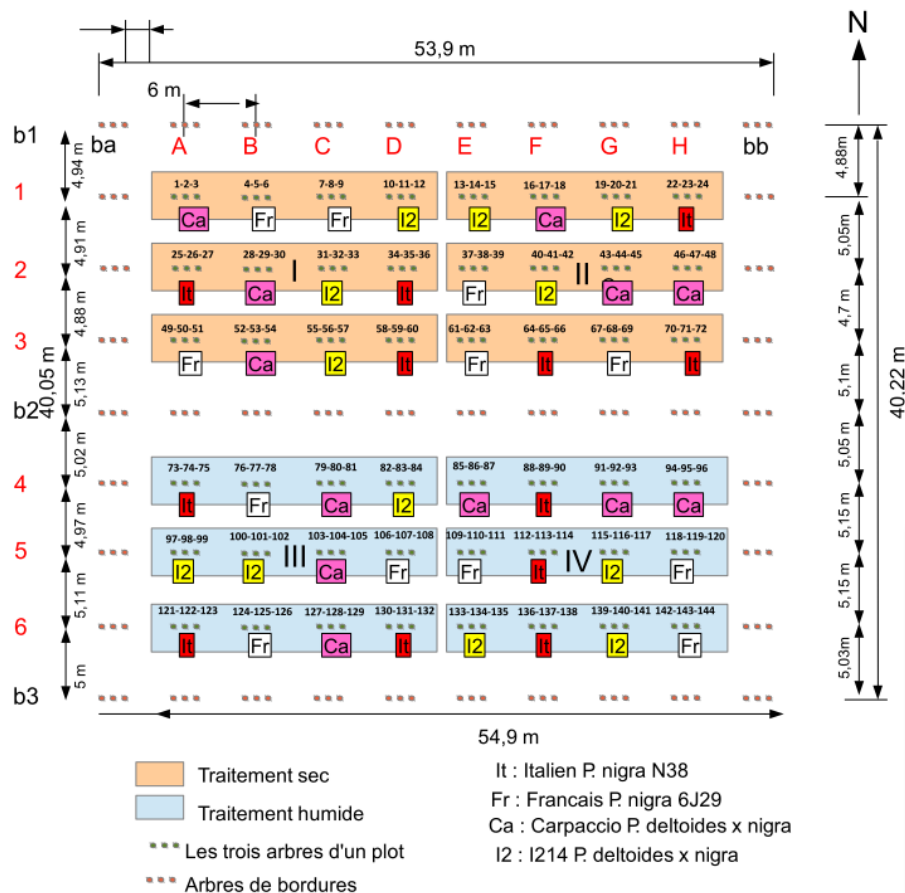 53,9 m
N
6 m
b1
ba A B C D E F G H bb
4,94 m
4,88m
1
1-2-3 4-5-6 7-8-9 10-11-12 13-14-15 16-17-18 19-20-21 22-23-24
Ca Fr Fr I2 I2 Ca I2 It
4,91 m
5,05m
2
25-26-27 28-29-30 31-32-33 34-35-36 37-38-39 40-41-42 43-44-45 46-47-48
I II
It Ca I2 It Fr I2 Ca Ca
4,88 m
4,7 m
3
49-50-51 52-53-54 55-56-57 58-59-60 61-62-63 64-65-66 67-68-69 70-71-72
Fr Ca I2 It Fr It Fr It
40,05 m
5,13 m
5,1m
40.22 m
b2
5,02 m
5,05 m
4
73-74-75 76-77-78 79-80-81 82-83-84 85-86-87 88-89-90 91-92-93 94-95-96
It Fr Ca I2 Ca It Ca Ca
4,97 m
5,15 m
5
97-98-99 100-101-102 103-104-105 106-107-108 109-110-111 112-113-114 115-116-117 118-119-120
III IV
I2 I2 Ca Fr Fr It I2 Fr
5,11 m
5,15 m
6
121-122-123 124-125-126 127-128-129 130-131-132 133-134-135 136-137-138 139-140-141 142-143-144
It Fr Ca It I2 It I2 Fr
5 m
5,03m
b3
54,9 m
Traitement sec
Traitement humide
Les trois arbres d'un plot
Arbres de bordures
It : Italien P. nigra N38
Fr : Francais P. nigra 6J29
Ca : Carpaccio P. deltoides x nigra
I2 : I214 P. deltoides x nigra